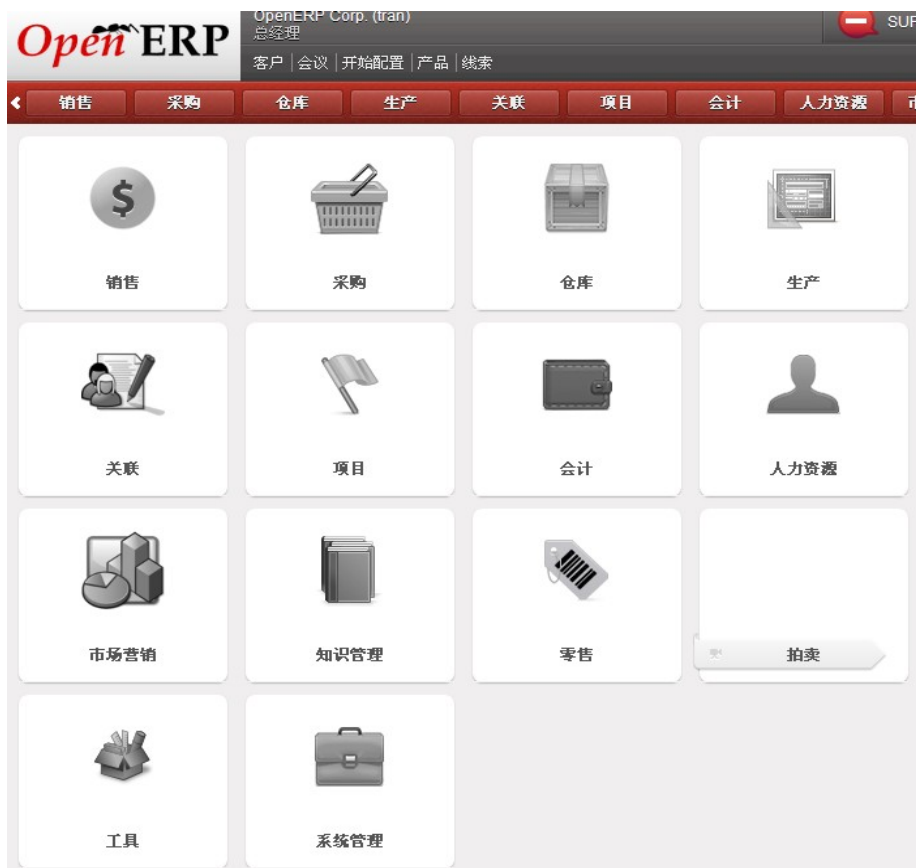 Open ERP
OpenERP Corp. (tran)
总经理
客户 | 会议 | 开始配置 | 产品 | 线索
销售 采购 仓库 生产 关联 项目 会计 人力资源
销售 采购 仓库 生产
关联 项目 会计 人力资源
市场营销 知识管理 零售 拍卖
工具 系统管理